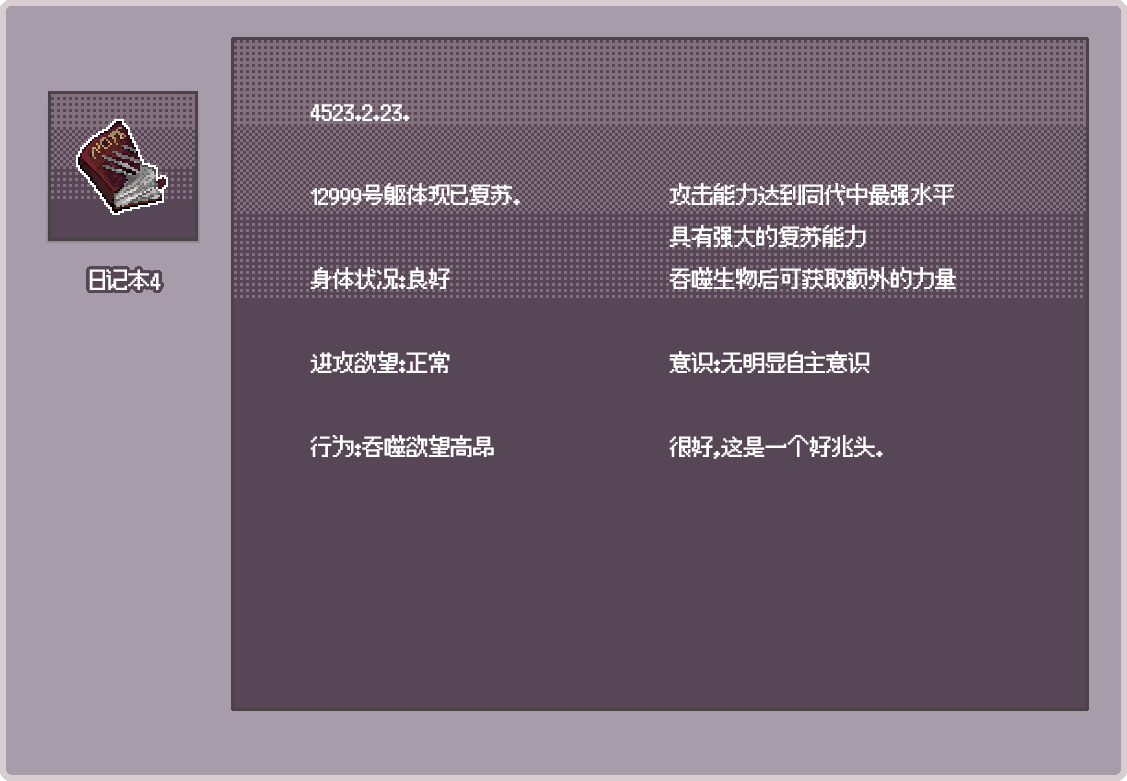 NOTE
日记本4
4523.2.23.
12999号躯体现已复苏.
身体状况:良好
进攻欲望:正常
行为:吞噬欲望高昂
攻击能力达到同代中最强水平
具有强大的复苏能力
吞噬生物后可获取额外的力量
意识:无明显自主意识
很好,这是一个好兆头.